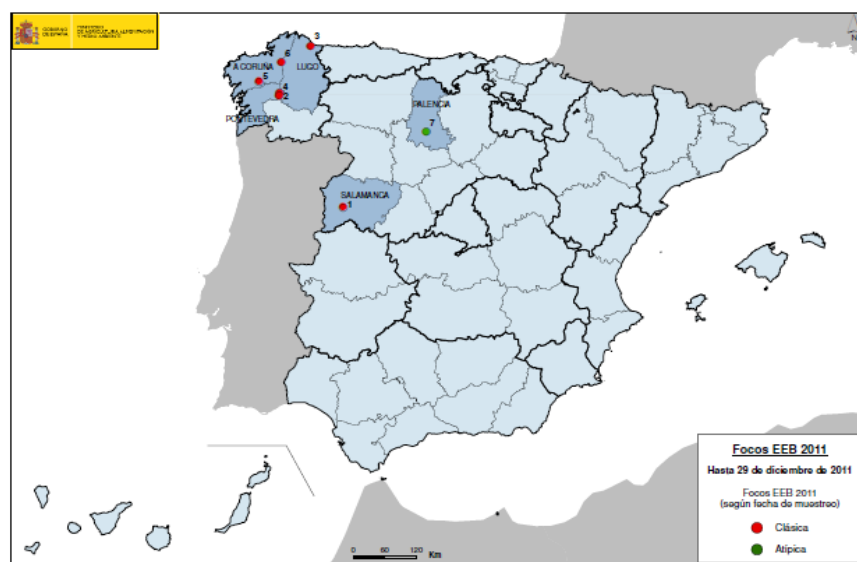 GOBIERNO
DE ESPAÑA
MINISTERIO
DE AGRICULTURA, ALIMENTACIÓN
Y MEDIO AMBIENTE
N
3
6
A CORUÑA
LUGO
5
4
2
PONTEVEDRA
PALENCIA
7
SALAMANCA
1
Focos EEB 2011
Hasta 29 de diciembre de 2011
Focos EEB 2011
(según fecha de muestreo)
Clásica
Atípica
0 60 120
Km